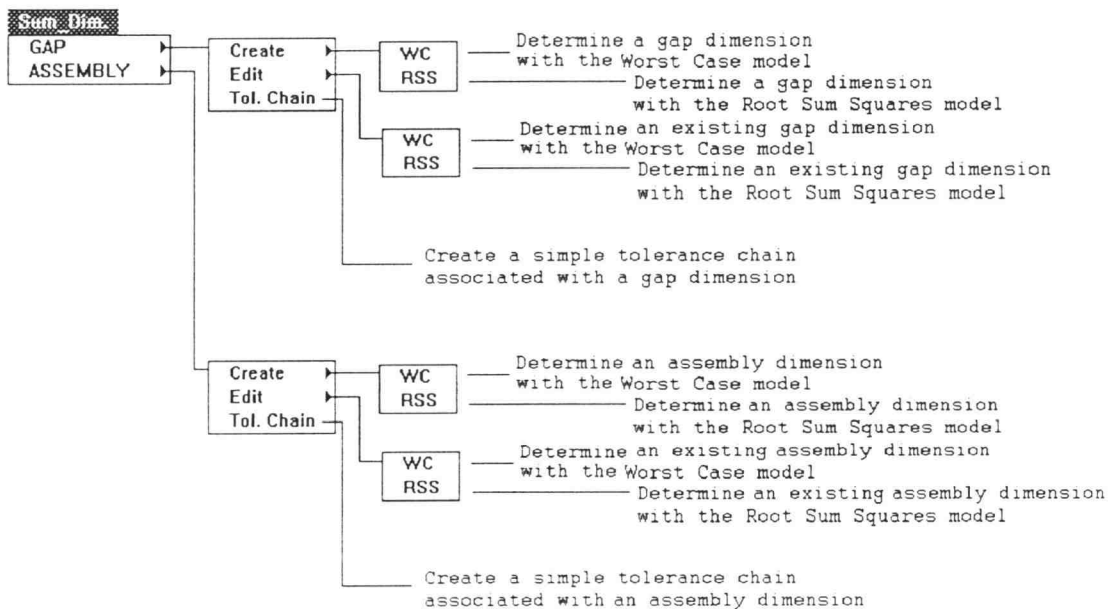 Sum_Dim.
GAP
ASSEMBLY
Create
Edit
Tol. Chain
WC
RSS
Determine a gap dimension
with the Worst Case model
Determine a gap dimension
with the Root Sum Squares model
WC
RSS
Determine an existing gap dimension
with the Worst Case model
Determine an existing gap dimension
with the Root Sum Squares model
Create a simple tolerance chain
associated with a gap dimension
Create
Edit
Tol. Chain
WC
RSS
Determine an assembly dimension
with the Worst Case model
Determine an assembly dimension
with the Root Sum Squares model
WC
RSS
Determine an existing assembly dimension
with the Worst Case model
Determine an existing assembly dimension
with the Root Sum Squares model
Create a simple tolerance chain
associated with an assembly dimension